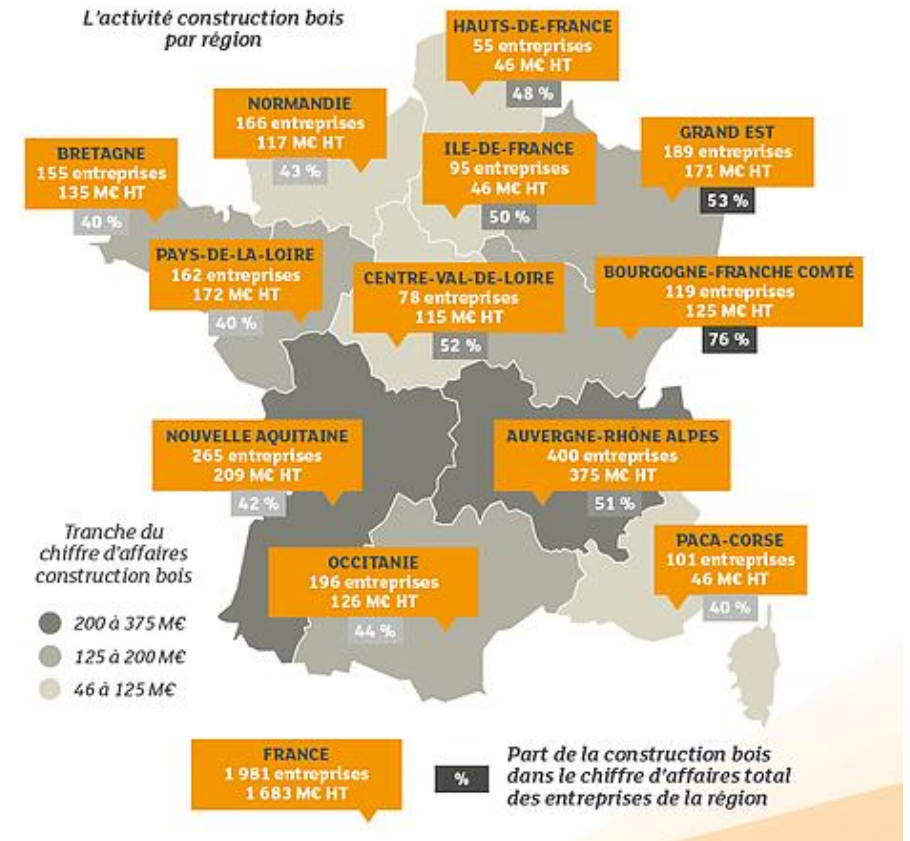 L'activité construction bois
par région
HAUTS-DE-FRANCE
55 entreprises
46 M€ HT
48 %
NORMANDIE
166 entreprises
117 M€ HT
43 %
ILE-DE-FRANCE
95 entreprises
46 M€ HT
50 %
GRAND EST
189 entreprises
171 M€ HT
53 %
BRETAGNE
155 entreprises
135 M€ HT
40 %
PAYS-DE-LA-LOIRE
162 entreprises
172 M€ HT
40 %
CENTRE-VAL-DE-LOIRE
78 entreprises
115 M€ HT
52 %
BOURGOGNE-FRANCHE COMTÉ
119 entreprises
125 M€ HT
76 %
NOUVELLE AQUITAINE
265 entreprises
209 M€ HT
42 %
AUVERGNE-RHÔNE ALPES
400 entreprises
375 M€ HT
51 %
OCCITANIE
196 entreprises
126 M€ HT
44 %
PACA-CORSE
101 entreprises
46 M€ HT
40 %
Tranche du
chiffre d'affaires
construction bois
200 à 375 M€
125 à 200 M€
46 à 125 M€
FRANCE
1 981 entreprises
1 683 M€ HT
%
Part de la construction bois
dans le chiffre d'affaires total
des entreprises de la région